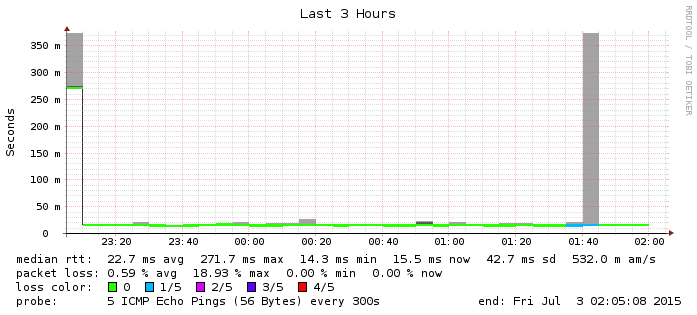 Last 3 Hours
RRDTOOL / TOBI OETIKER
Seconds
350 m
300 m
250 m
200 m
150 m
100 m
50 m
0
23:20 23:40 00:00 00:20 00:40 01:00 01:20 01:40 02:00
median rtt: 22.7 ms avg 271.7 ms max 14.3 ms min 15.5 ms now 42.7 ms sd 532.0 m am/s
packet loss: 0.59 % avg 18.93 % max 0.00 % min 0.00 % now
loss color: 0 1/5 2/5 3/5 4/5
probe: 5 ICMP Echo Pings (56 Bytes) every 300s end: Fri Jul 3 02:05:08 2015